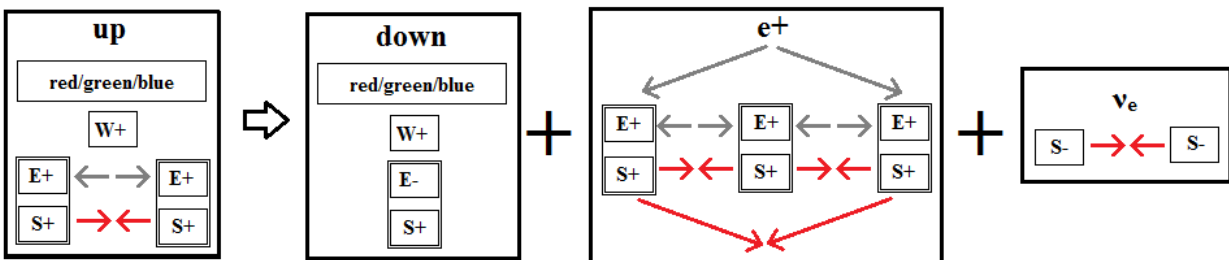 up
red/green/blue
W+
E+ E+
S+ S+
down
red/green/blue
W+
E-
S+
+
e+
E+ E+ E+
S+ S+ S+
+
νe
S- S-